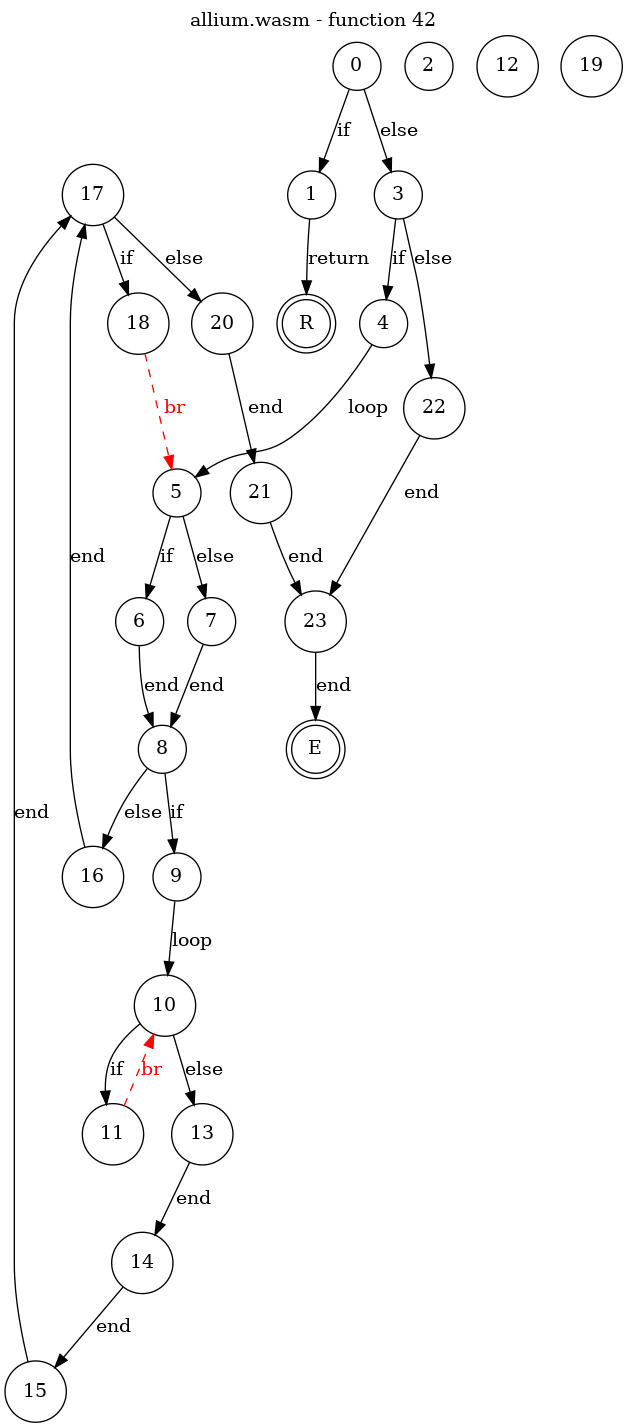 allium.wasm - function 42
0 2 12 19
if else
17 1 3
if else return if else
18 20 R 4
br end loop 22
5 21 end
if else end end
6 7 23
end end end
8 E
end else if
16 9
loop
10
if br else
11 13
end
14
end
15